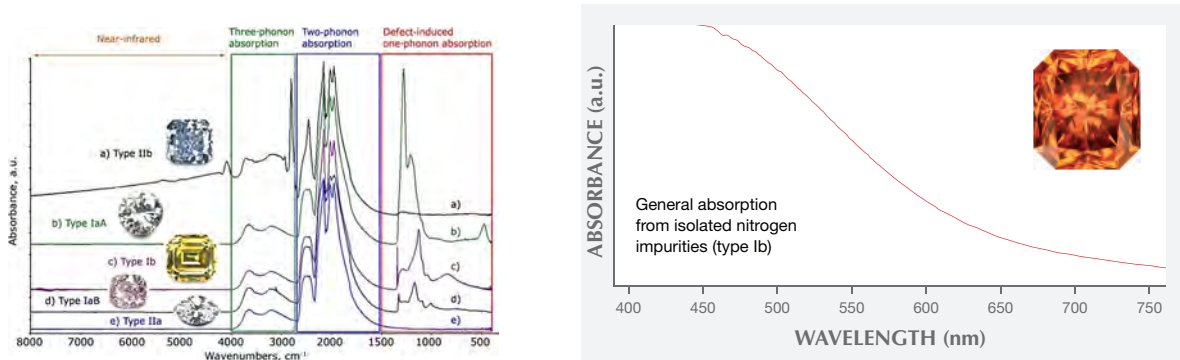 Near-infrared
Three-phonon
absorption
Two-phonon
absorption
Defect-induced
one-phonon absorption
a) Type IIb
b) Type IaA
c) Type Ib
d) Type IaB
e) Type IIa
a)
b)
c)
d)
e)
Absorbance, a.u.
8000 7000 6000 5000 4000 3000 2000 1500 1000 500
Wavenumbers, cm⁻¹
ABSORBANCE (a.u.)
General absorption
from isolated nitrogen
impurities (type Ib)
400 450 500 550 600 650 700 750
WAVELENGTH (nm)